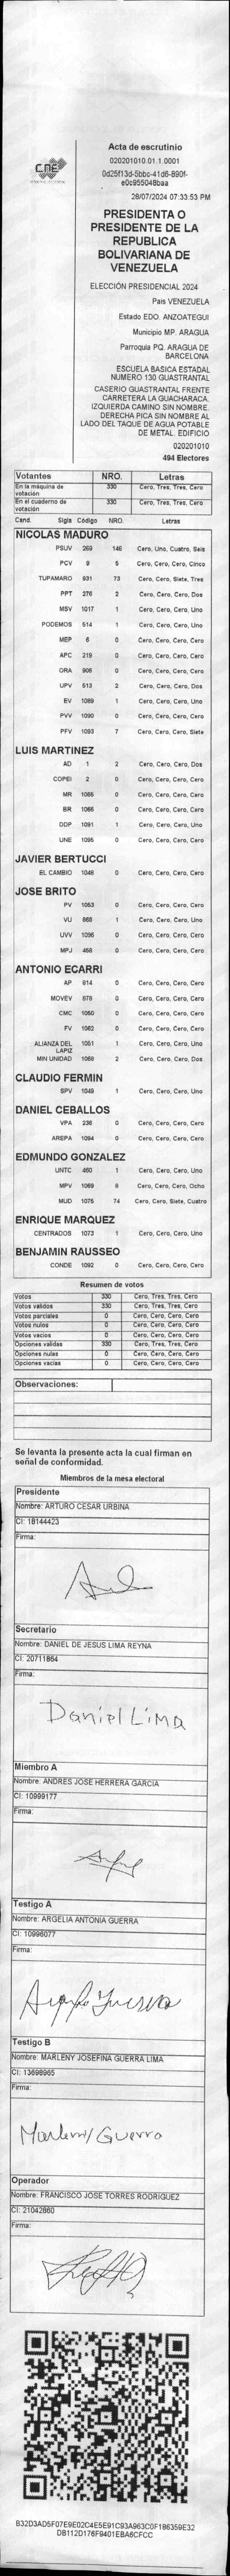 CNE
Acta de escrutinio
020201010.01.1.0001
0d25f13d-5bbc-41d6-890f-
e0c955048baa
28/07/2024 07:33:53 PM
PRESIDENTA O
PRESIDENTE DE LA
REPUBLICA
BOLIVARIANA DE
VENEZUELA
ELECCIÓN PRESIDENCIAL 2024
Pais VENEZUELA
Estado EDO. ANZOATEGUI
Municipio MP. ARAGUA
Parroquia PQ. ARAGUA DE
BARCELONA
ESCUELA BASICA ESTADAL
NUMERO 130 GUASTRANTAL
CASERIO GUASTRANTAL FRENTE
CARRETERA LA GUACHARACA.
IZQUIERDA CAMINO SIN NOMBRE.
DERECHA PICA SIN NOMBRE AL
LADO DEL TAQUE DE AGUA POTABLE
DE METAL. EDIFICIO
020201010
494 Electores
Votantes NRO. Letras
En la máquina de votación 330 Cero, Tres, Tres, Cero
En el cuaderno de votación 330 Cero, Tres, Tres, Cero
Cand. Sigla Código NRO. Letras
NICOLAS MADURO
PSUV 269 146 Cero, Uno, Cuatro, Seis
PCV 9 5 Cero, Cero, Cero, Cinco
TUPAMARO 931 73 Cero, Cero, Siete, Tres
PPT 276 2 Cero, Cero, Cero, Dos
MSV 1017 1 Cero, Cero, Cero, Uno
PODEMOS 514 1 Cero, Cero, Cero, Uno
MEP 6 0 Cero, Cero, Cero, Cero
APC 219 0 Cero, Cero, Cero, Cero
ORA 906 0 Cero, Cero, Cero, Cero
UPV 513 2 Cero, Cero, Cero, Dos
EV 1089 1 Cero, Cero, Cero, Uno
PVV 1090 0 Cero, Cero, Cero, Cero
PFV 1093 7 Cero, Cero, Cero, Siete
LUIS MARTINEZ
AD 1 2 Cero, Cero, Cero, Dos
COPEI 2 0 Cero, Cero, Cero, Cero
MR 1065 0 Cero, Cero, Cero, Cero
BR 1066 0 Cero, Cero, Cero, Cero
DDP 1091 1 Cero, Cero, Cero, Uno
UNE 1095 0 Cero, Cero, Cero, Cero
JAVIER BERTUCCI
EL CAMBIO 1048 0 Cero, Cero, Cero, Cero
JOSE BRITO
PV 1053 0 Cero, Cero, Cero, Cero
VU 868 1 Cero, Cero, Cero, Uno
UVV 1096 0 Cero, Cero, Cero, Cero
MPJ 458 0 Cero, Cero, Cero, Cero
ANTONIO ECARRI
AP 814 0 Cero, Cero, Cero, Cero
MOVEV 878 0 Cero, Cero, Cero, Cero
CMC 1050 0 Cero, Cero, Cero, Cero
FV 1062 0 Cero, Cero, Cero, Cero
ALIANZA DEL LAPIZ 1051 1 Cero, Cero, Cero, Uno
MIN UNIDAD 1068 2 Cero, Cero, Cero, Dos
CLAUDIO FERMIN
SPV 1049 1 Cero, Cero, Cero, Uno
DANIEL CEBALLOS
VPA 236 0 Cero, Cero, Cero, Cero
AREPA 1094 0 Cero, Cero, Cero, Cero
EDMUNDO GONZALEZ
UNTC 460 1 Cero, Cero, Cero, Uno
MPV 1069 8 Cero, Cero, Cero, Ocho
MUD 1075 74 Cero, Cero, Siete, Cuatro
ENRIQUE MARQUEZ
CENTRADOS 1073 1 Cero, Cero, Cero, Uno
BENJAMIN RAUSSEO
CONDE 1092 0 Cero, Cero, Cero, Cero
Resumen de votos
Votos 330 Cero, Tres, Tres, Cero
Votos validos 330 Cero, Tres, Tres, Cero
Votos parciales 0 Cero, Cero, Cero, Cero
Votos nulos 0 Cero, Cero, Cero, Cero
Votos vacios 0 Cero, Cero, Cero, Cero
Opciones validas 330 Cero, Tres, Tres, Cero
Opciones nulas 0 Cero, Cero, Cero, Cero
Opciones vacias 0 Cero, Cero, Cero, Cero
Observaciones:
Se levanta la presente acta la cual firman en
señal de conformidad.
Miembros de la mesa electoral
Presidente
Nombre: ARTURO CESAR URBINA
CI: 18144423
Firma:
Secretario
Nombre: DANIEL DE JESUS LIMA REYNA
CI: 20711864
Firma:
Daniel Lima
Miembro A
Nombre: ANDRES JOSE HERRERA GARCIA
CI: 10999177
Firma:
Testigo A
Nombre: ARGELIA ANTONIA GUERRA
CI: 10996077
Firma:
Testigo B
Nombre: MARLENY JOSEFINA GUERRA LIMA
CI: 13698965
Firma:
Marleny Guerra
Operador
Nombre: FRANCISCO JOSE TORRES RODRIGUEZ
CI: 21042860
Firma:
B32D3AD5F07E9E02C4E5E91C93A963C0F186359E32
DB112D176F9401EBA6CFCC